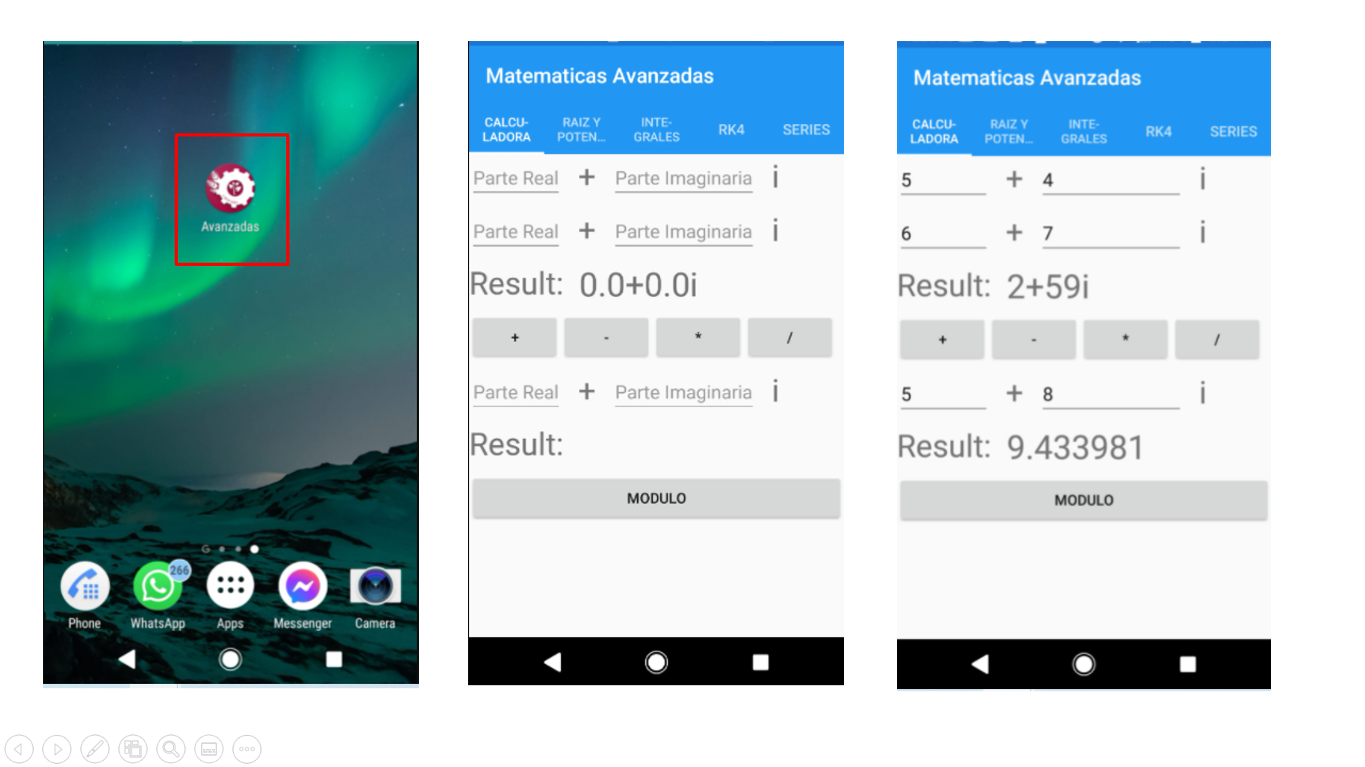 Avanzadas
G
266
Phone WhatsApp Apps Messenger Camera
Matematicas Avanzadas
CALCU-
LADORA
RAIZ Y
POTEN...
INTE-
GRALES
RK4
SERIES
Parte Real + Parte Imaginaria i
Parte Real + Parte Imaginaria i
Result: 0.0+0.0i
+ - * /
Parte Real + Parte Imaginaria i
Result:
MODULO
Matematicas Avanzadas
CALCU-
LADORA
RAIZ Y
POTEN...
INTE-
GRALES
RK4
SERIES
5 + 4 i
6 + 7 i
Result: 2+59i
+ - * /
5 + 8 i
Result: 9.433981
MODULO